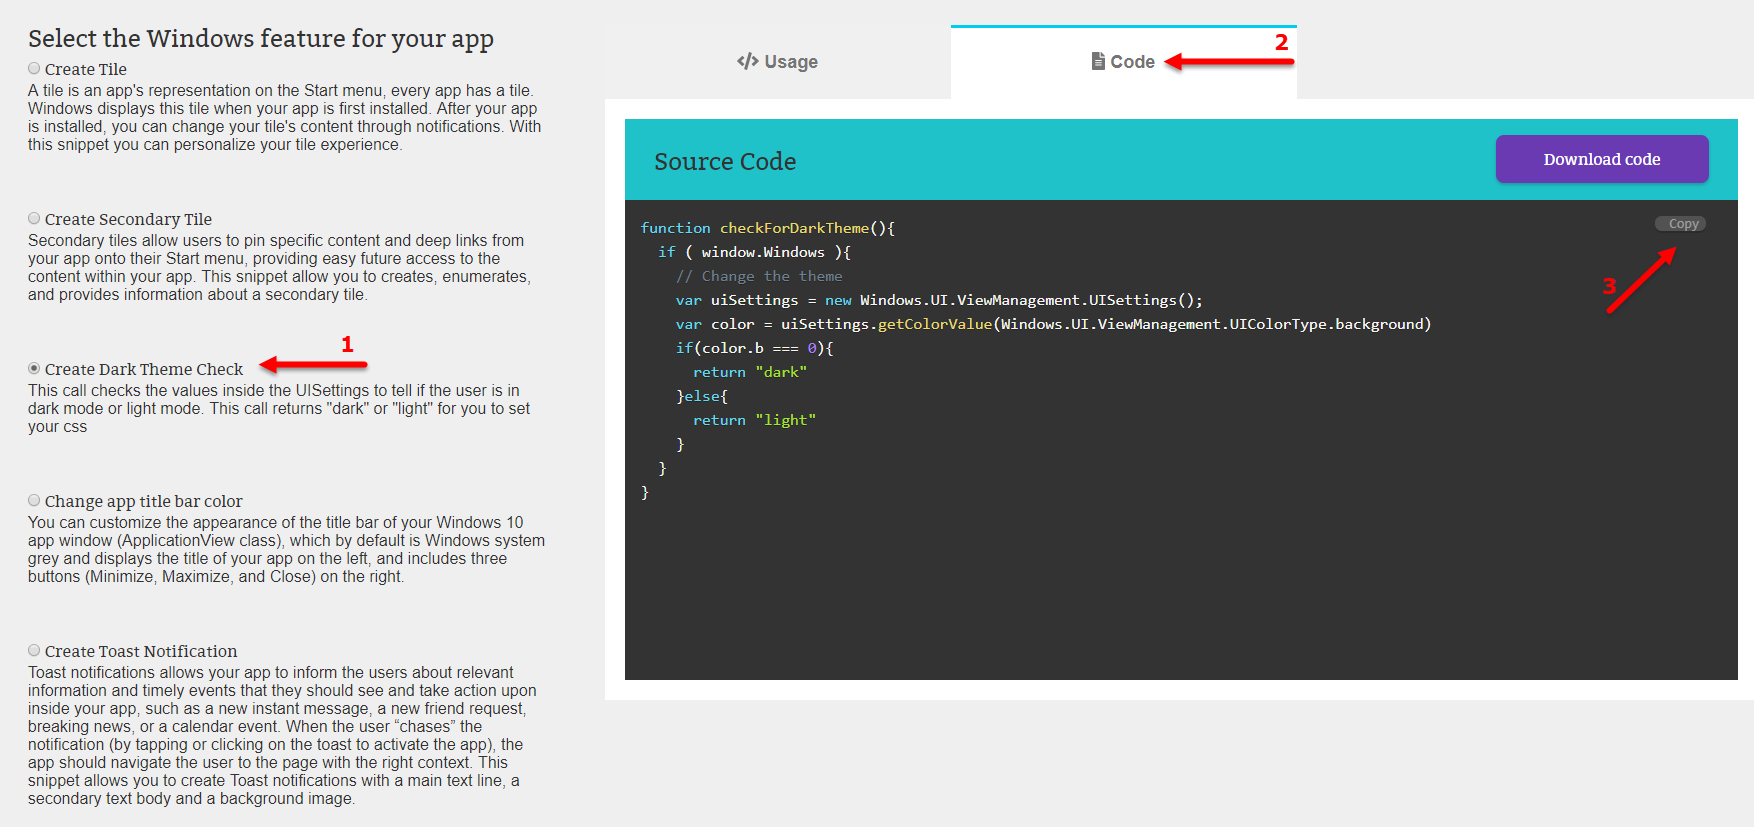 Select the Windows feature for your app
Create Tile
A tile is an app's representation on the Start menu, every app has a tile.
Windows displays this tile when your app is first installed. After your app
is installed, you can change your tile's content through notifications. With
this snippet you can personalize your tile experience.
Create Secondary Tile
Secondary tiles allow users to pin specific content and deep links from
your app onto their Start menu, providing easy future access to the
content within your app. This snippet allow you to creates, enumerates,
and provides information about a secondary tile.
1
Create Dark Theme Check
This call checks the values inside the UISettings to tell if the user is in
dark mode or light mode. This call returns "dark" or "light" for you to set
your css
Change app title bar color
You can customize the appearance of the title bar of your Windows 10
app window (ApplicationView class), which by default is Windows system
grey and displays the title of your app on the left, and includes three
buttons (Minimize, Maximize, and Close) on the right.
Create Toast Notification
Toast notifications allows your app to inform the users about relevant
information and timely events that they should see and take action upon
inside your app, such as a new instant message, a new friend request,
breaking news, or a calendar event. When the user “chases” the
notification (by tapping or clicking on the toast to activate the app), the
app should navigate the user to the page with the right context. This
snippet allows you to create Toast notifications with a main text line, a
secondary text body and a background image.
</> Usage
Code
2
Source Code
Download code
Copy
3
function checkForDarkTheme(){
  if ( window.Windows ){
    // Change the theme
    var uiSettings = new Windows.UI.ViewManagement.UISettings();
    var color = uiSettings.getColorValue(Windows.UI.ViewManagement.UIColorType.background)
    if(color.b === 0){
      return "dark"
    }else{
      return "light"
    }
  }
}